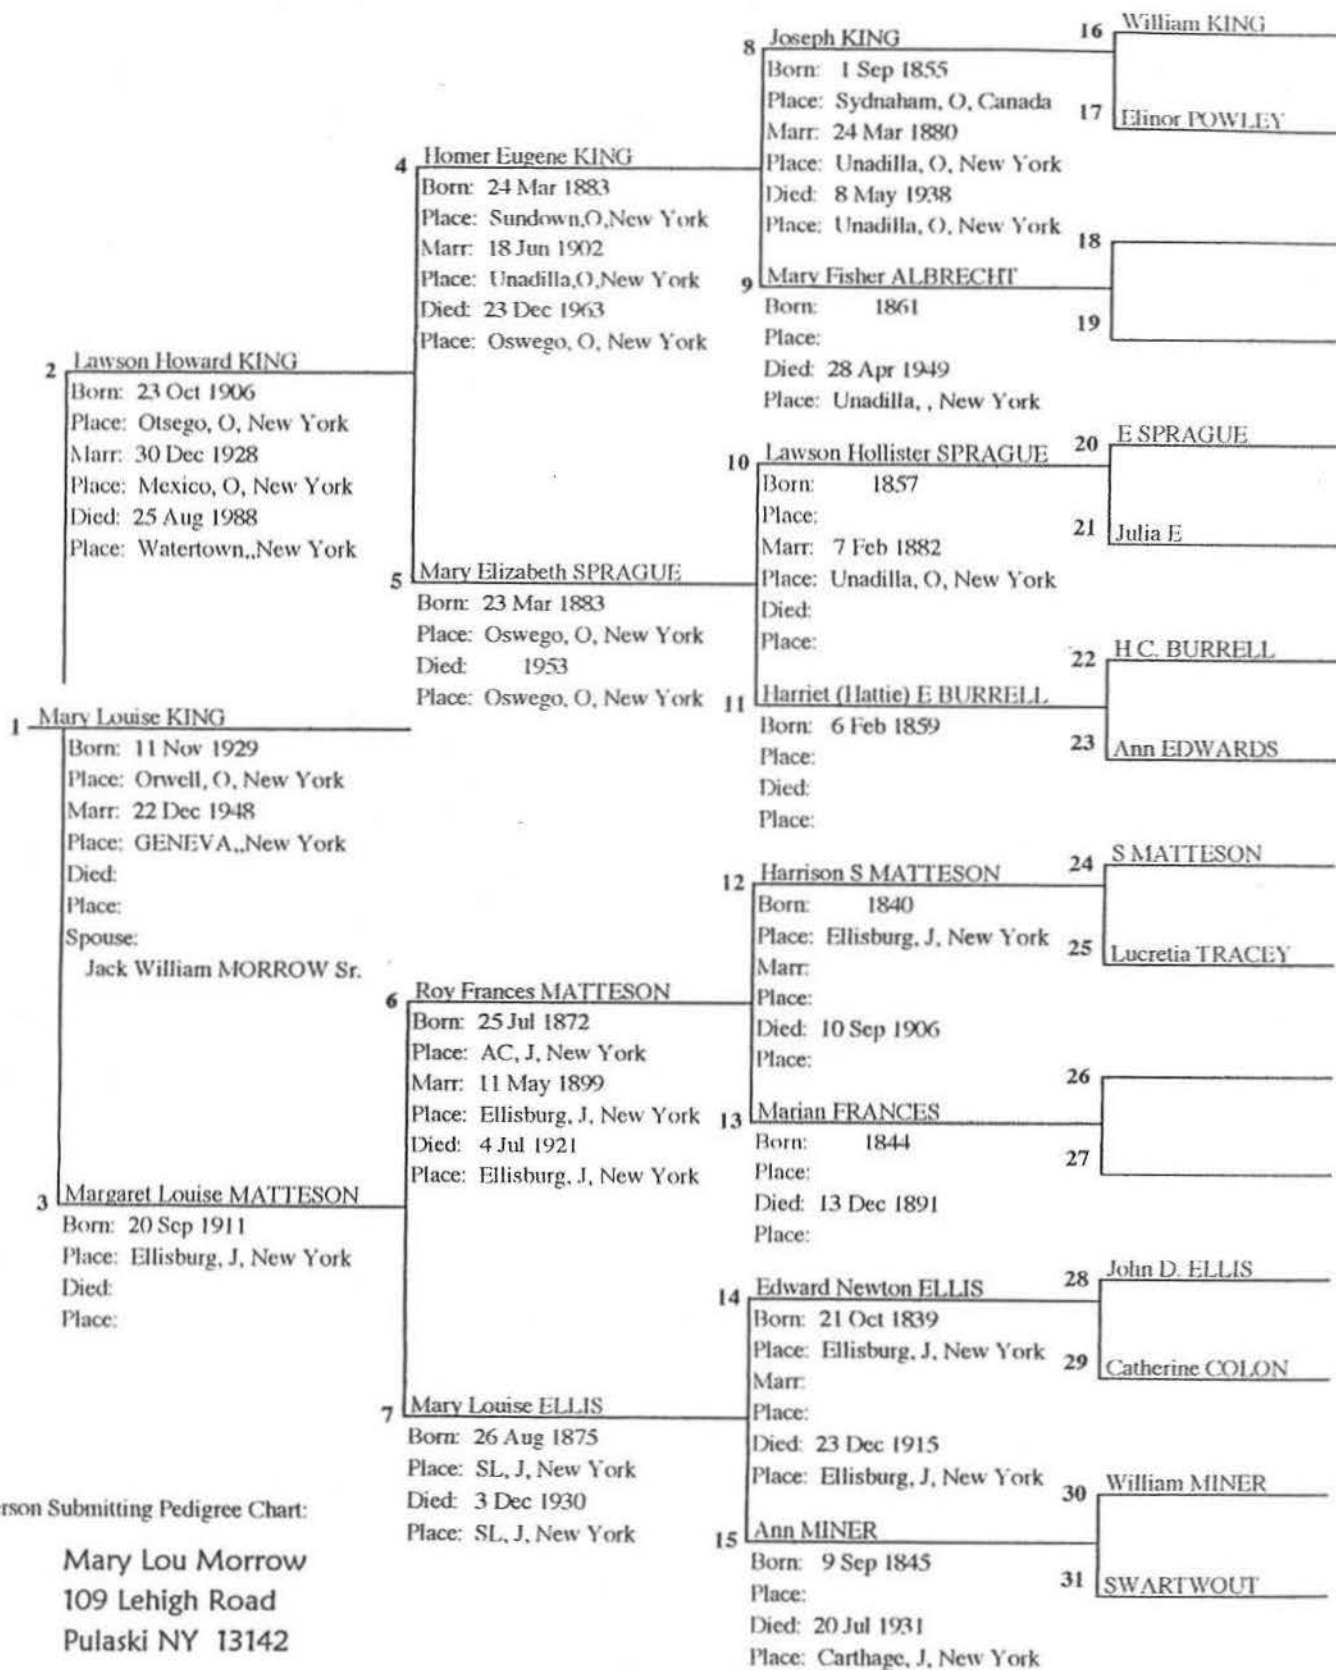 1 Mary Louise KING
Born: 11 Nov 1929
Place: Orwell, O, New York
Marr: 22 Dec 1948
Place: GENEVA,,New York
Died:
Place:
Spouse:
Jack William MORROW Sr.
2 Lawson Howard KING
Born: 23 Oct 1906
Place: Otsego, O, New York
Marr: 30 Dec 1928
Place: Mexico, O, New York
Died: 25 Aug 1988
Place: Watertown,,New York
3 Margaret Louise MATTESON
Born: 20 Sep 1911
Place: Ellisburg, J, New York
Died:
Place:
4 Homer Eugene KING
Born: 24 Mar 1883
Place: Sundown,O,New York
Marr: 18 Jun 1902
Place: Unadilla,O,New York
Died: 23 Dec 1963
Place: Oswego, O, New York
5 Mary Elizabeth SPRAGUE
Born: 23 Mar 1883
Place: Oswego, O, New York
Died: 1953
Place: Oswego, O, New York
6 Roy Frances MATTESON
Born: 25 Jul 1872
Place: AC, J, New York
Marr: 11 May 1899
Place: Ellisburg, J, New York
Died: 4 Jul 1921
Place: Ellisburg, J, New York
7 Mary Louise ELLIS
Born: 26 Aug 1875
Place: SL, J, New York
Died: 3 Dec 1930
Place: SL, J, New York
8 Joseph KING
Born: 1 Sep 1855
Place: Sydnaham, O, Canada
Marr: 24 Mar 1880
Place: Unadilla, O, New York
Died: 8 May 1938
Place: Unadilla, O, New York
9 Mary Fisher ALBRECHT
Born: 1861
Place:
Died: 28 Apr 1949
Place: Unadilla, , New York
10 Lawson Hollister SPRAGUE
Born: 1857
Place:
Marr: 7 Feb 1882
Place: Unadilla, O, New York
Died:
Place:
11 Harriet (Hattie) E BURRELL
Born: 6 Feb 1859
Place:
Died:
Place:
12 Harrison S MATTESON
Born: 1840
Place: Ellisburg, J, New York
Marr:
Place:
Died: 10 Sep 1906
Place:
13 Marian FRANCES
Born: 1844
Place:
Died: 13 Dec 1891
Place:
14 Edward Newton ELLIS
Born: 21 Oct 1839
Place: Ellisburg, J, New York
Marr:
Place:
Died: 23 Dec 1915
Place: Ellisburg, J, New York
15 Ann MINER
Born: 9 Sep 1845
Place:
Died: 20 Jul 1931
Place: Carthage, J, New York
16 William KING
17 Elinor POWLEY
18
19
20 E SPRAGUE
21 Julia E
22 H C. BURRELL
23 Ann EDWARDS
24 S MATTESON
25 Lucretia TRACEY
26
27
28 John D. ELLIS
29 Catherine COLON
30 William MINER
31 SWARTWOUT
rson Submitting Pedigree Chart:
Mary Lou Morrow
109 Lehigh Road
Pulaski NY 13142